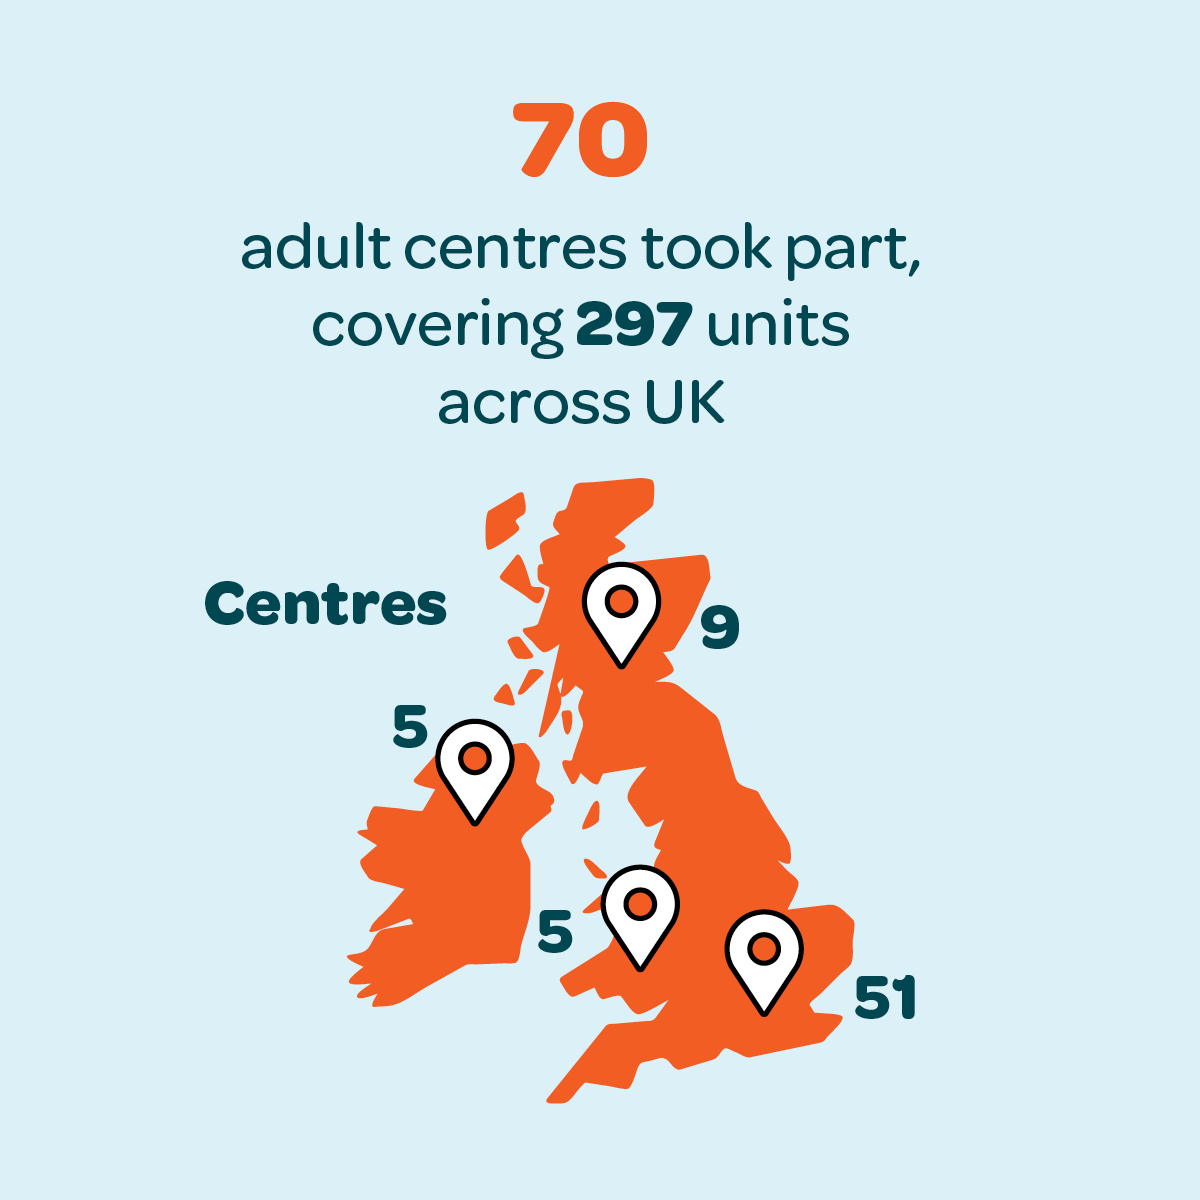 70
adult centres took part,
covering 297 units
across UK
Centres
9
5
5
51